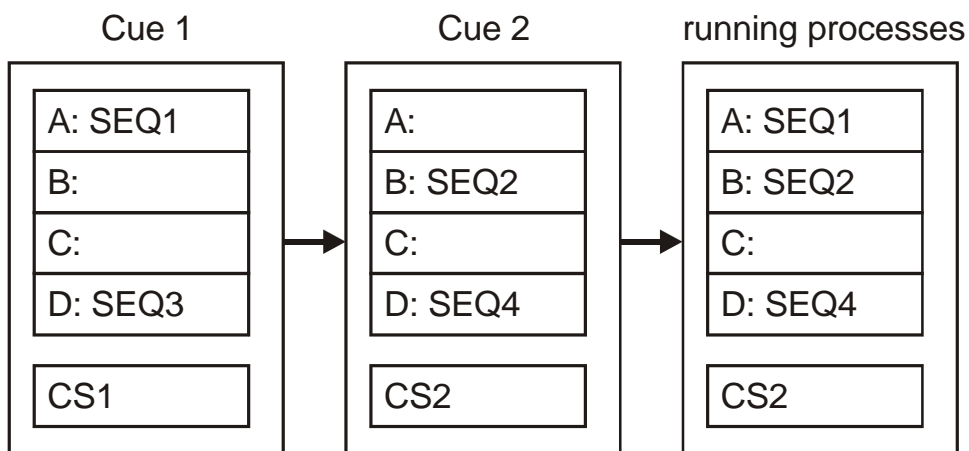 Cue 1
A: SEQ1
B:
C:
D: SEQ3
CS1
Cue 2
A:
B: SEQ2
C:
D: SEQ4
CS2
running processes
A: SEQ1
B: SEQ2
C:
D: SEQ4
CS2